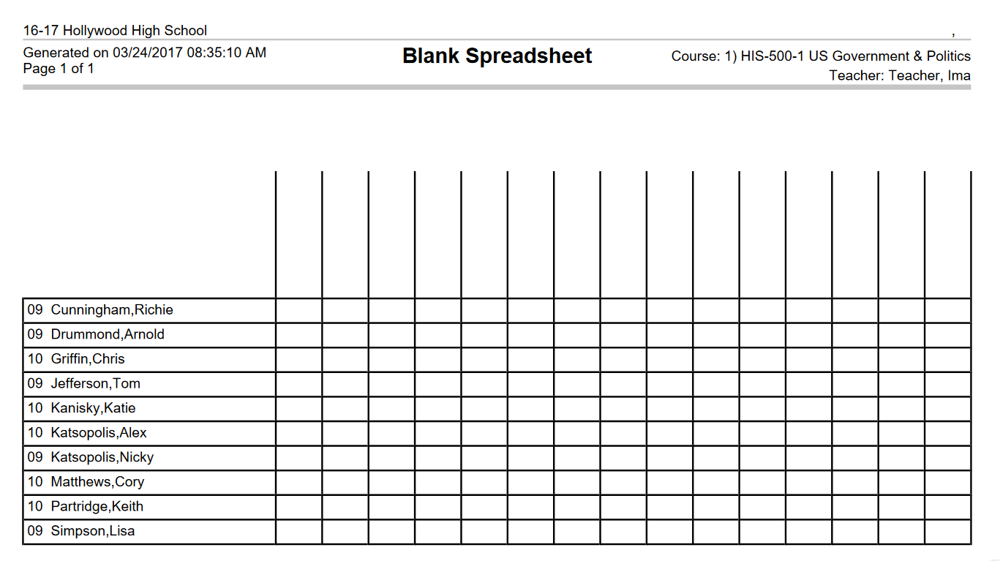 16-17 Hollywood High School
,
Generated on 03/24/2017 08:35:10 AM
Page 1 of 1
Blank Spreadsheet
Course: 1) HIS-500-1 US Government & Politics
Teacher: Teacher, Ima
09 Cunningham,Richie
09 Drummond,Arnold
10 Griffin,Chris
09 Jefferson,Tom
10 Kanisky,Katie
10 Katsopolis,Alex
09 Katsopolis,Nicky
10 Matthews,Cory
10 Partridge,Keith
09 Simpson,Lisa